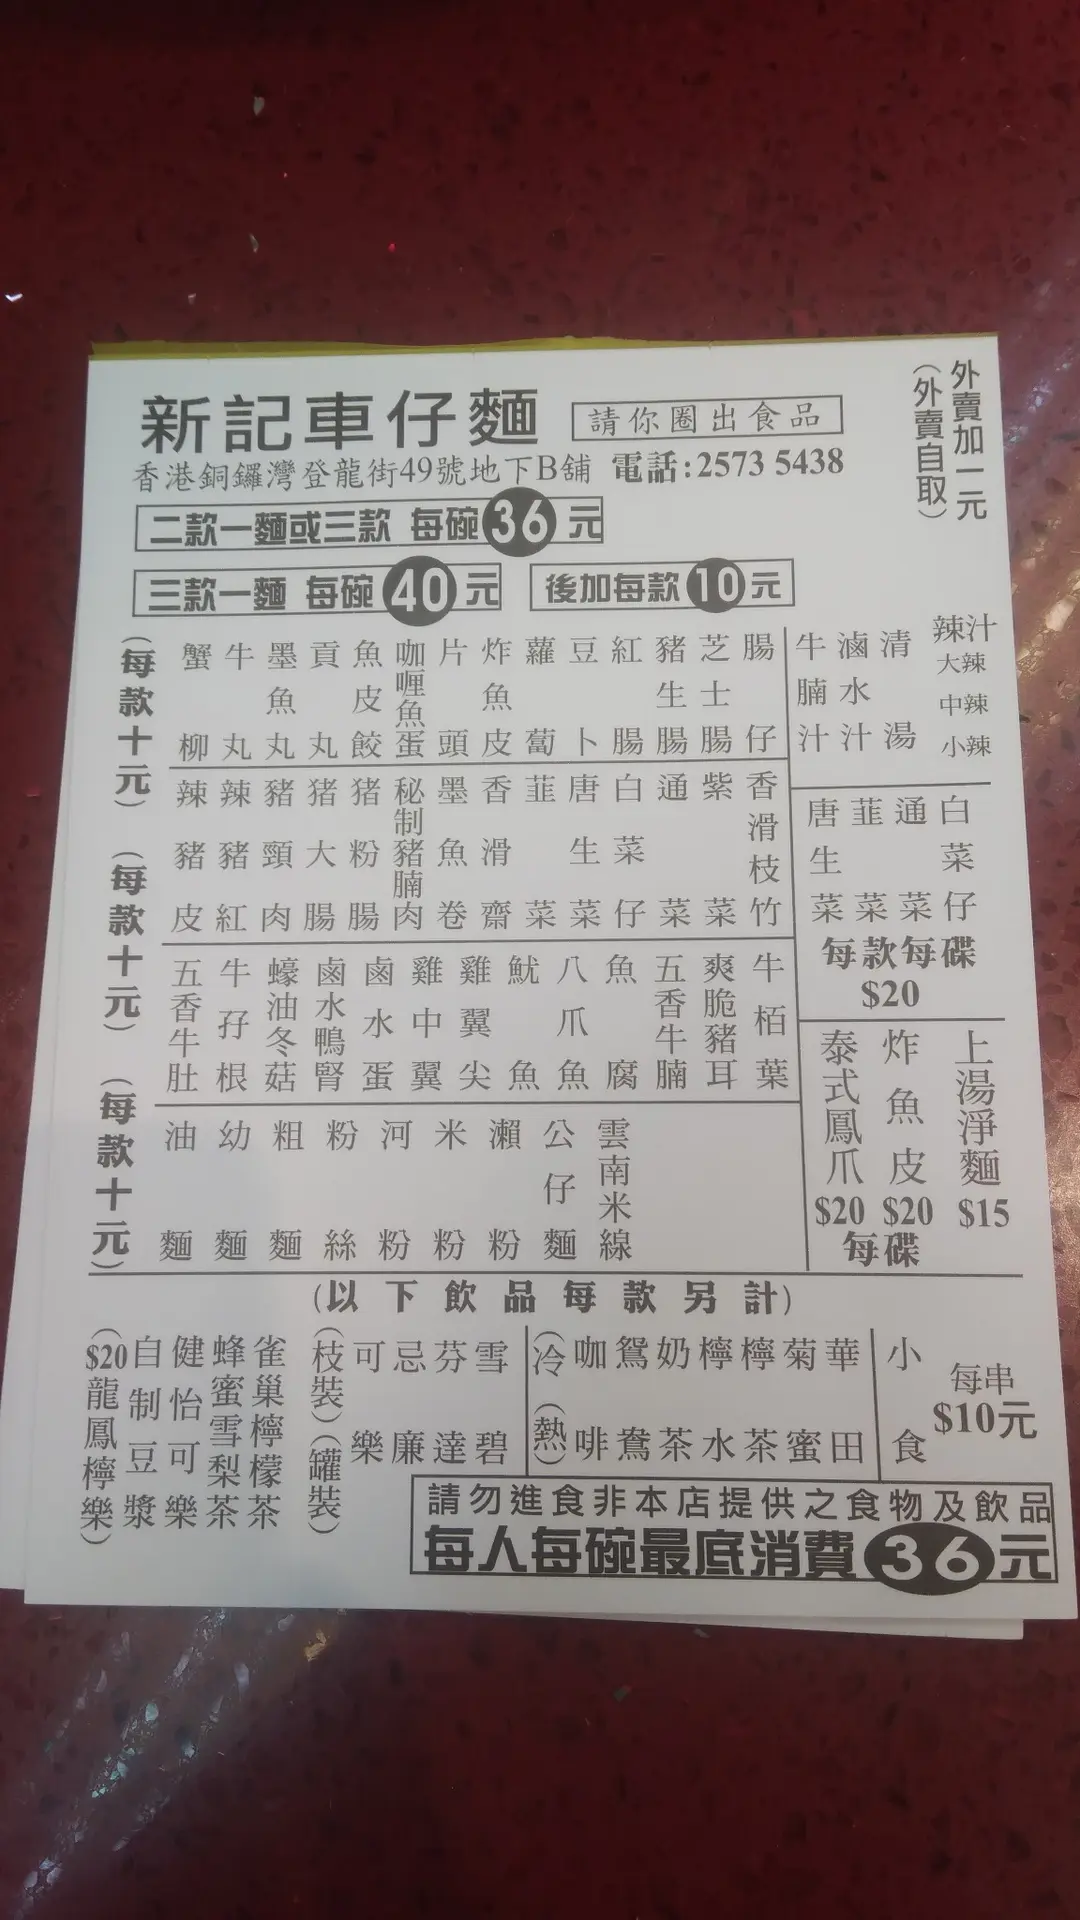 新記車仔麵
請你圈出食品
香港銅鑼灣登龍街49號地下B舖 電話:2573 5438
外賣加一元
(外賣自取)
二款一麵或三款 每碗36元
三款一麵 每碗40元
後加每款10元
(每款十元)
蟹柳
牛丸
墨魚丸
貢丸
魚皮餃
咖喱魚蛋
片頭
炸魚皮
蘿蔔
豆卜
紅腸
豬生腸
芝士腸
腸仔
牛腩汁
滷水汁
清湯
辣汁
大辣
中辣
小辣
(每款十元)
辣豬皮
辣豬紅
豬頸肉
豬大腸
豬粉腸
秘制豬腩肉
墨魚卷
香滑齋
韮菜
唐生菜
白菜仔
通菜
紫菜
香滑枝竹
唐生菜
韮菜
通菜
白菜仔
每款每碟
$20
五香牛肚
牛孖根
蠔油冬菇
鹵水鴨腎
鹵水蛋
雞中翼
雞翼尖
魷魚
八爪魚
魚腐
五香牛腩
爽脆豬耳
牛栢葉
(每款十元)
油麵
幼麵
粗麵
粉絲
河粉
米粉
瀨粉
公仔麵
雲南米線
泰式鳳爪 $20
炸魚皮 $20
每碟
上湯淨麵 $15
(以下飲品每款另計)
($20龍鳳檸樂)
自制豆漿
健怡可樂
蜂蜜雪梨茶
雀巢檸檬茶
(枝裝)(罐裝)
可樂
忌廉
芬達
雪碧
(冷)(熱)
咖啡
鴛鴦
奶茶
檸水
檸茶
菊蜜
華田
小食
每串
$10元
請勿進食非本店提供之食物及飲品
每人每碗最底消費36元